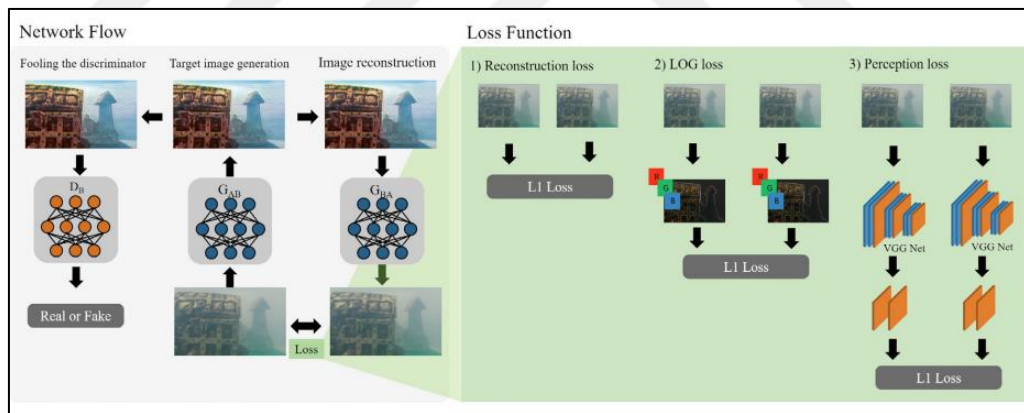 Network Flow
Fooling the discriminator
Target image generation
Image reconstruction
D_B
G_AB
G_BA
Real or Fake
Loss
Loss Function
1) Reconstruction loss
2) LOG loss
3) Perception loss
L1 Loss
R
G
B
R
G
B
L1 Loss
VGG Net
VGG Net
L1 Loss